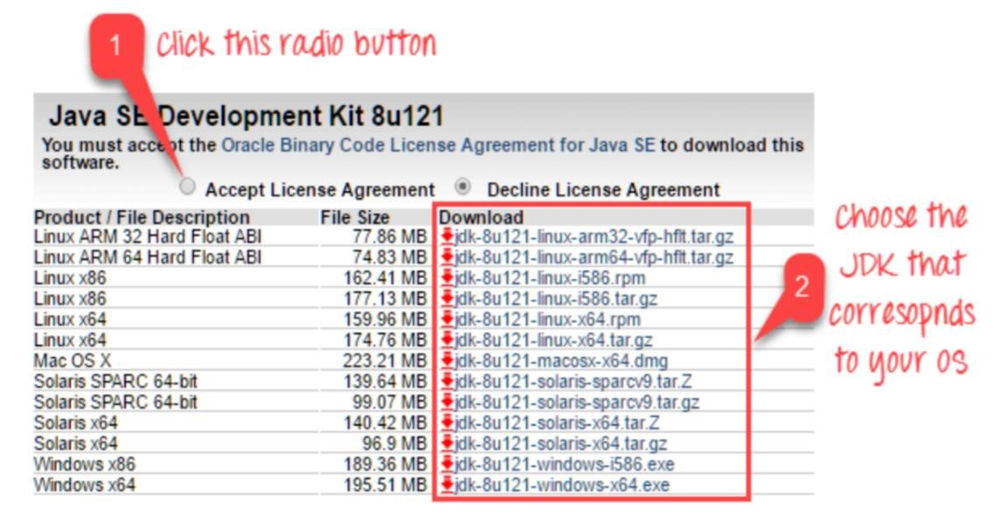 1 Click this radio button
Java SE Development Kit 8u121
You must accept the Oracle Binary Code License Agreement for Java SE to download this
software.
Accept License Agreement Decline License Agreement
Product / File Description File Size Download
Linux ARM 32 Hard Float ABI 77.86 MB jdk-8u121-linux-arm32-vfp-hflt.tar.gz
Linux ARM 64 Hard Float ABI 74.83 MB jdk-8u121-linux-arm64-vfp-hflt.tar.gz
Linux x86 162.41 MB jdk-8u121-linux-i586.rpm
Linux x86 177.13 MB jdk-8u121-linux-i586.tar.gz
Linux x64 159.96 MB jdk-8u121-linux-x64.rpm
Linux x64 174.76 MB jdk-8u121-linux-x64.tar.gz
Mac OS X 223.21 MB jdk-8u121-macosx-x64.dmg
Solaris SPARC 64-bit 139.64 MB jdk-8u121-solaris-sparcv9.tar.Z
Solaris SPARC 64-bit 99.07 MB jdk-8u121-solaris-sparcv9.tar.gz
Solaris x64 140.42 MB jdk-8u121-solaris-x64.tar.Z
Solaris x64 96.9 MB jdk-8u121-solaris-x64.tar.gz
Windows x86 189.36 MB jdk-8u121-windows-i586.exe
Windows x64 195.51 MB jdk-8u121-windows-x64.exe
2
Choose the
JDK that
corresopnds
to your OS